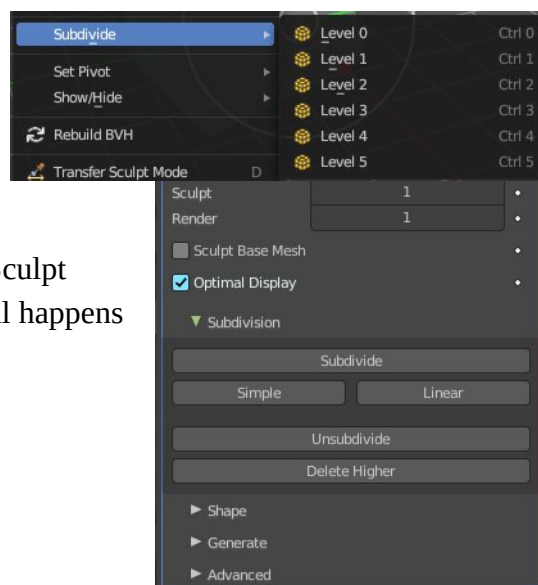 Subdivide
Set Pivot
Show/Hide
Rebuild BVH
Transfer Sculpt Mode D
Level 0 Ctrl 0
Level 1 Ctrl 1
Level 2 Ctrl 2
Level 3 Ctrl 3
Level 4 Ctrl 4
Level 5 Ctrl 5
Sculpt 1
Render 1
Sculpt Base Mesh
Optimal Display
Subdivision
Subdivide
Simple Linear
Unsubdivide
Delete Higher
Shape
Generate
Advanced
happens